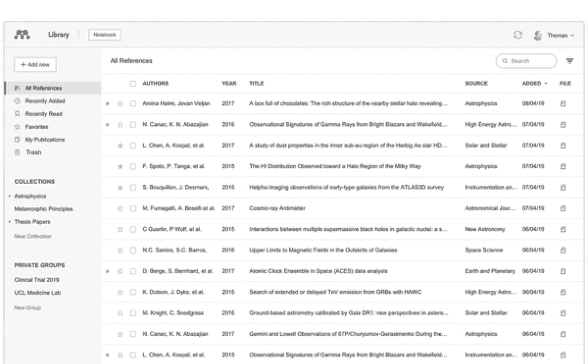 Library
Notebook
Thomas
+ Add new
All References
Recently Added
Recently Read
Favorites
My Publications
Trash
COLLECTIONS
Astrophysics
Metamorphic Principles
Thesis Papers
New Collection
PRIVATE GROUPS
Clinical Trial 2019
UCL Medicine Lab
New Group
All References
Search
AUTHORS YEAR TITLE SOURCE ADDED FILE
Amina Helmi, Jovan Veljan 2017 A box full of chocolates: The rich structure of the nearby stellar halo revealing... Astrophysics 08/04/19
N. Canac, K. N. Abazajian 2016 Observational Signatures of Gamma Rays from Bright Blazars and Wakefield... High Energy Astro... 07/04/19
L. Chen, A. Kospal, et al. 2017 A study of dust properties in the inner sub-au region of the Herbig Ae star HD... Solar and Stellar 07/04/19
F. Spoto, P. Tanga, et al. 2015 The HI Distribution Observed toward a Halo Region of the Milky Way Astrophysics 07/04/19
S. Bouquillon, J. Desmars, 2016 Halpha imaging observations of early-type galaxies from the ATLAS3D survey Instrumentation an... 07/04/19
M. Fumagalli, A. Boselli et al. 2017 Cosmic-ray Antimatter Astronomical Jour... 07/04/19
C Guerlin, P Wolf, et al. 2015 Interactions between multiple supermassive black holes in galactic nuclei: a s... New Astronomy 06/04/19
N C. Santos, S C. Barros, 2016 Upper Limits to Magnetic Fields in the Outskirts of Galaxies Space Science 06/04/19
D. Berge, S. Bernhard, et al. 2017 Atomic Clock Ensemble in Space (ACES) data analysis Earth and Planetary 06/04/19
K. Dutson, J. Dyks, et al. 2015 Search of extended or delayed TeV emission from GRBs with HAWC High Energy Astro... 06/04/19
M. Knight, C. Snodgrass 2016 Ground-based astrometry calibrated by Gaia DR1: new perspectives in astero... Solar and Stellar 06/04/19
N. Canac, K. N. Abazajian 2017 Gemini and Lowell Observations of 67P/Churyumov-Gerasimenko During the... Astrophysics 06/04/19
L. Chen, A. Kospal, et al. 2015 Observational Signatures of Gamma Rays from Bright Blazars and Wakefield... Instrumentation an... 06/04/19